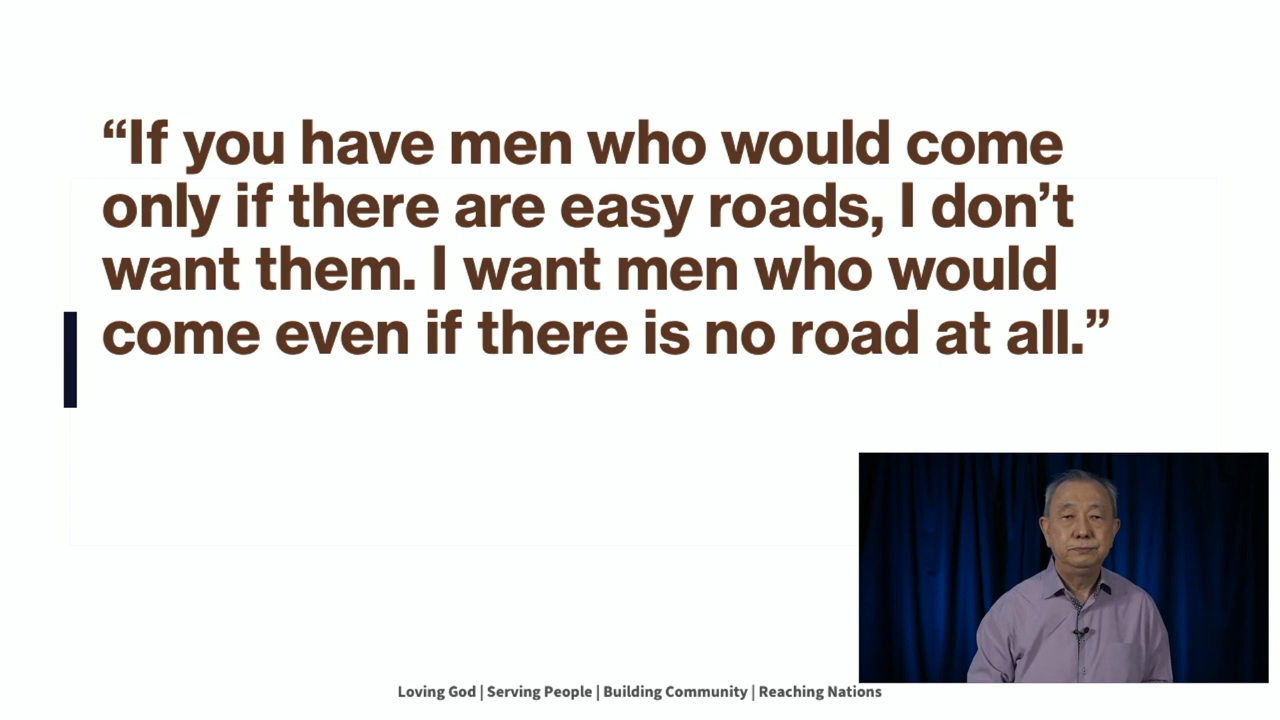 “If you have men who would come
only if there are easy roads, I don’t
want them. I want men who would
come even if there is no road at all.”
Loving God | Serving People | Building Community | Reaching Nations